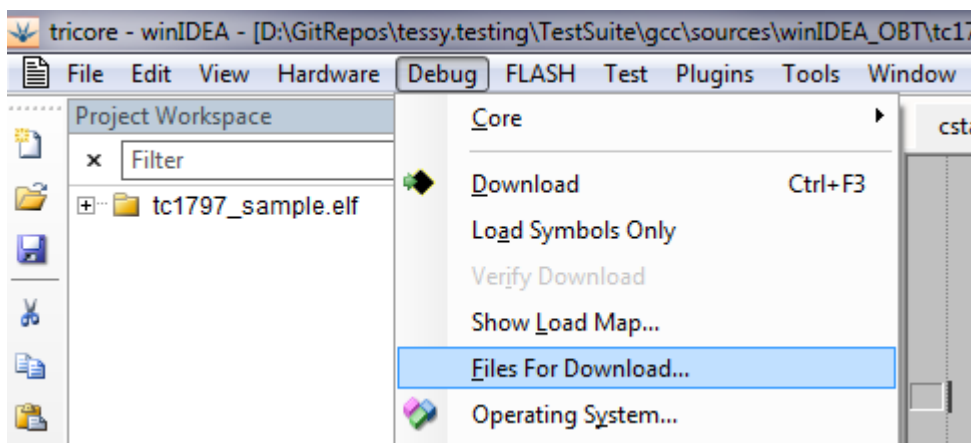 tricore - winIDEA - [D:\GitRepos\tessy.testing\TestSuite\gcc\sources\winIDEA_OBT\tc17
File Edit View Hardware Debug FLASH Test Plugins Tools Window
Project Workspace
Filter
tc1797_sample.elf
Core
Download Ctrl+F3
Load Symbols Only
Verify Download
Show Load Map...
Files For Download...
Operating System...
csta